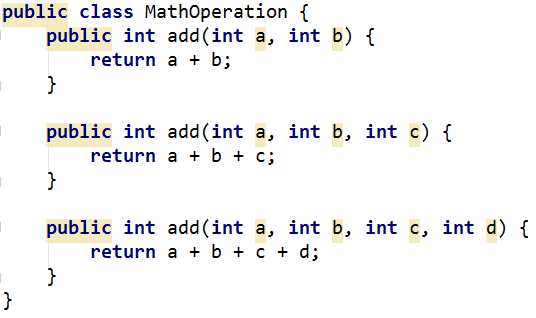 public class MathOperation {
    public int add(int a, int b) {
        return a + b;
    }

    public int add(int a, int b, int c) {
        return a + b + c;
    }

    public int add(int a, int b, int c, int d) {
        return a + b + c + d;
    }
}